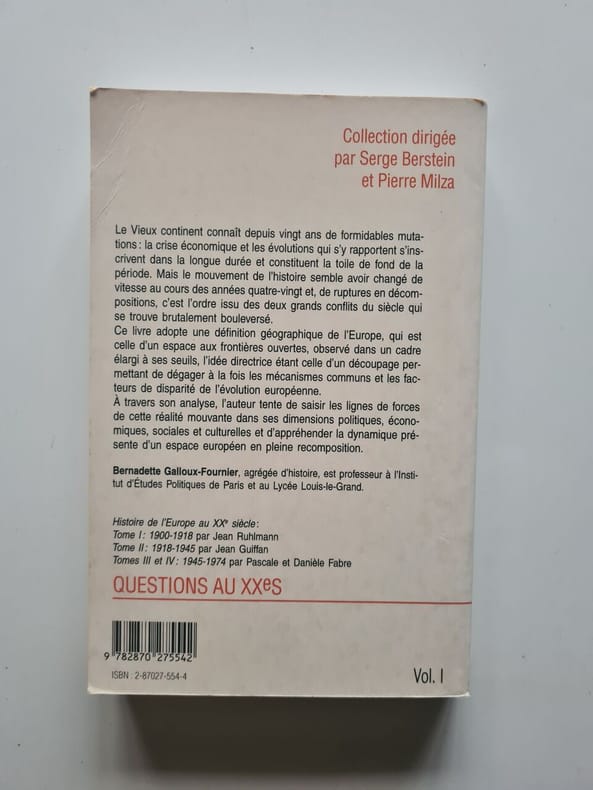 Collection dirigée
par Serge Berstein
et Pierre Milza
Le Vieux continent connaît depuis vingt ans de formidables muta-
tions : la crise économique et les évolutions qui s'y rapportent s'ins-
crivent dans la longue durée et constituent la toile de fond de la
période. Mais le mouvement de l'histoire semble avoir changé de
vitesse au cours des années quatre-vingt et, de ruptures en décom-
positions, c'est l'ordre issu des deux grands conflits du siècle qui
se trouve brutalement bouleversé.
Ce livre adopte une définition géographique de l'Europe, qui est
celle d'un espace aux frontières ouvertes, observé dans un cadre
élargi à ses seuils, l'idée directrice étant celle d'un découpage per-
mettant de dégager à la fois les mécanismes communs et les fac-
teurs de disparité de l'évolution européenne.
À travers son analyse, l'auteur tente de saisir les lignes de forces
de cette réalité mouvante dans ses dimensions politiques, écono-
miques, sociales et culturelles et d'appréhender la dynamique pré-
sente d'un espace européen en pleine recomposition.
Bernadette Galloux-Fournier, agrégée d'histoire, est professeur à l'Insti-
tut d'Études Politiques de Paris et au Lycée Louis-le-Grand.
Histoire de l'Europe au XXe siècle :
Tome I : 1900-1918 par Jean Ruhlmann
Tome II : 1918-1945 par Jean Guiffan
Tomes III et IV : 1945-1974 par Pascale et Danièle Fabre
QUESTIONS AU XXeS
9 782870 275542
ISBN : 2-87027-554-4
Vol. I